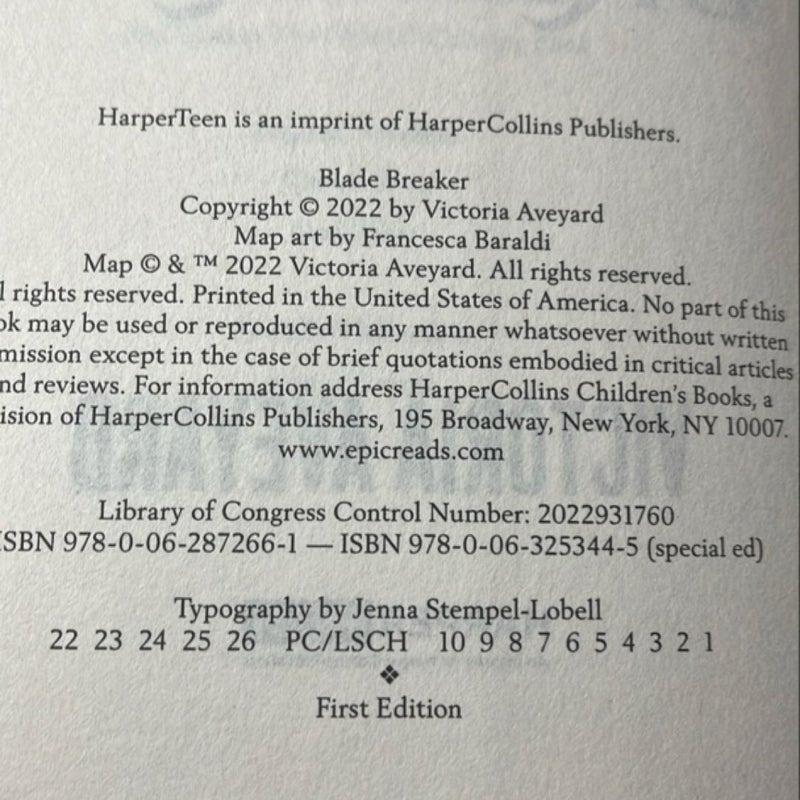 HarperTeen is an imprint of HarperCollins Publishers.
Blade Breaker
Copyright © 2022 by Victoria Aveyard
Map art by Francesca Baraldi
Map © & ™ 2022 Victoria Aveyard. All rights reserved.
l rights reserved. Printed in the United States of America. No part of this
ok may be used or reproduced in any manner whatsoever without written
mission except in the case of brief quotations embodied in critical articles
nd reviews. For information address HarperCollins Children's Books, a
ision of HarperCollins Publishers, 195 Broadway, New York, NY 10007.
www.epicreads.com
Library of Congress Control Number: 2022931760
ISBN 978-0-06-287266-1 — ISBN 978-0-06-325344-5 (special ed)
Typography by Jenna Stempel-Lobell
22 23 24 25 26 PC/LSCH 10 9 8 7 6 5 4 3 2 1
❖
First Edition